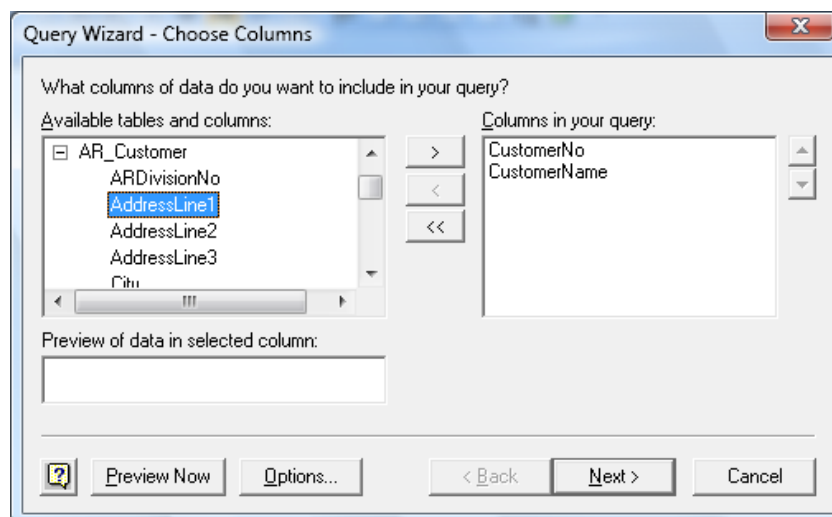 Query Wizard - Choose Columns
What columns of data do you want to include in your query?
Available tables and columns:
Columns in your query:
AR_Customer
ARDivisionNo
AddressLine1
AddressLine2
AddressLine3
City
>
<
<<
CustomerNo
CustomerName
Preview of data in selected column:
?
Preview Now
Options...
< Back
Next >
Cancel